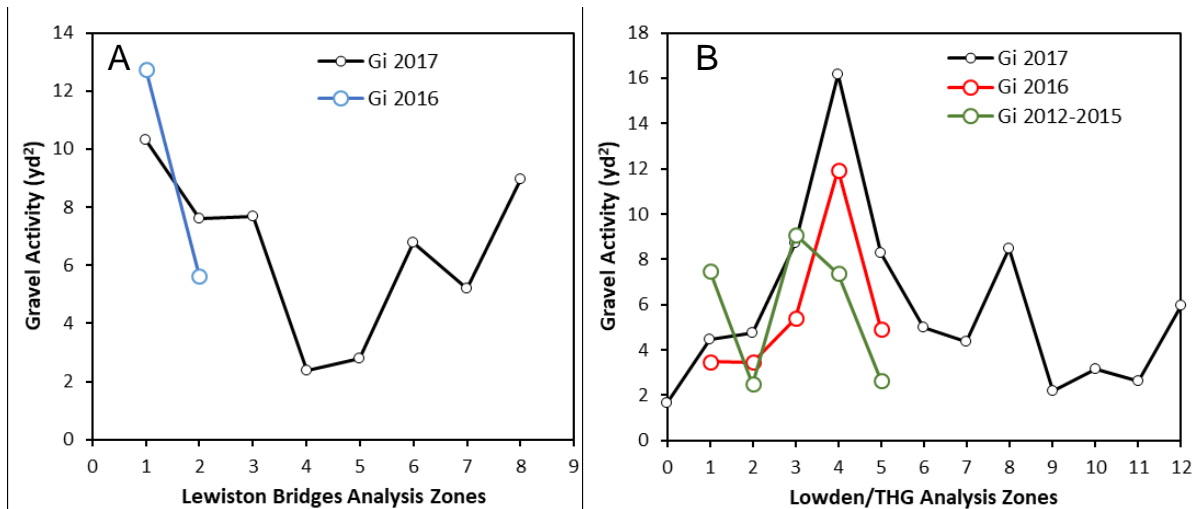 A
Gi 2017
Gi 2016
Gravel Activity (yd²)
14
12
10
8
6
4
2
0
0 1 2 3 4 5 6 7 8 9
Lewiston Bridges Analysis Zones
B
Gi 2017
Gi 2016
Gi 2012-2015
Gravel Activity (yd²)
18
16
14
12
10
8
6
4
2
0
0 1 2 3 4 5 6 7 8 9 10 11 12
Lowden/THG Analysis Zones